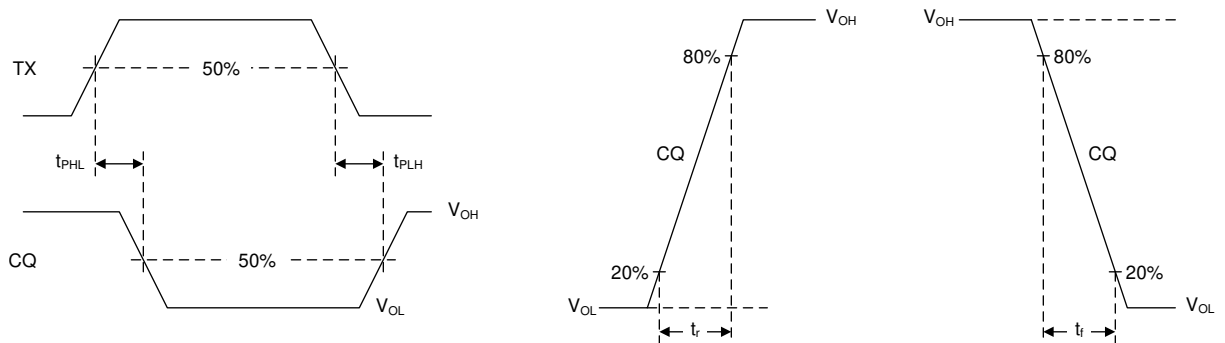 TX
50%
tPHL
tPLH
CQ
VOH
50%
VOL
VOH
80%
CQ
20%
VOL
tr
VOH
80%
CQ
20%
VOL
tf